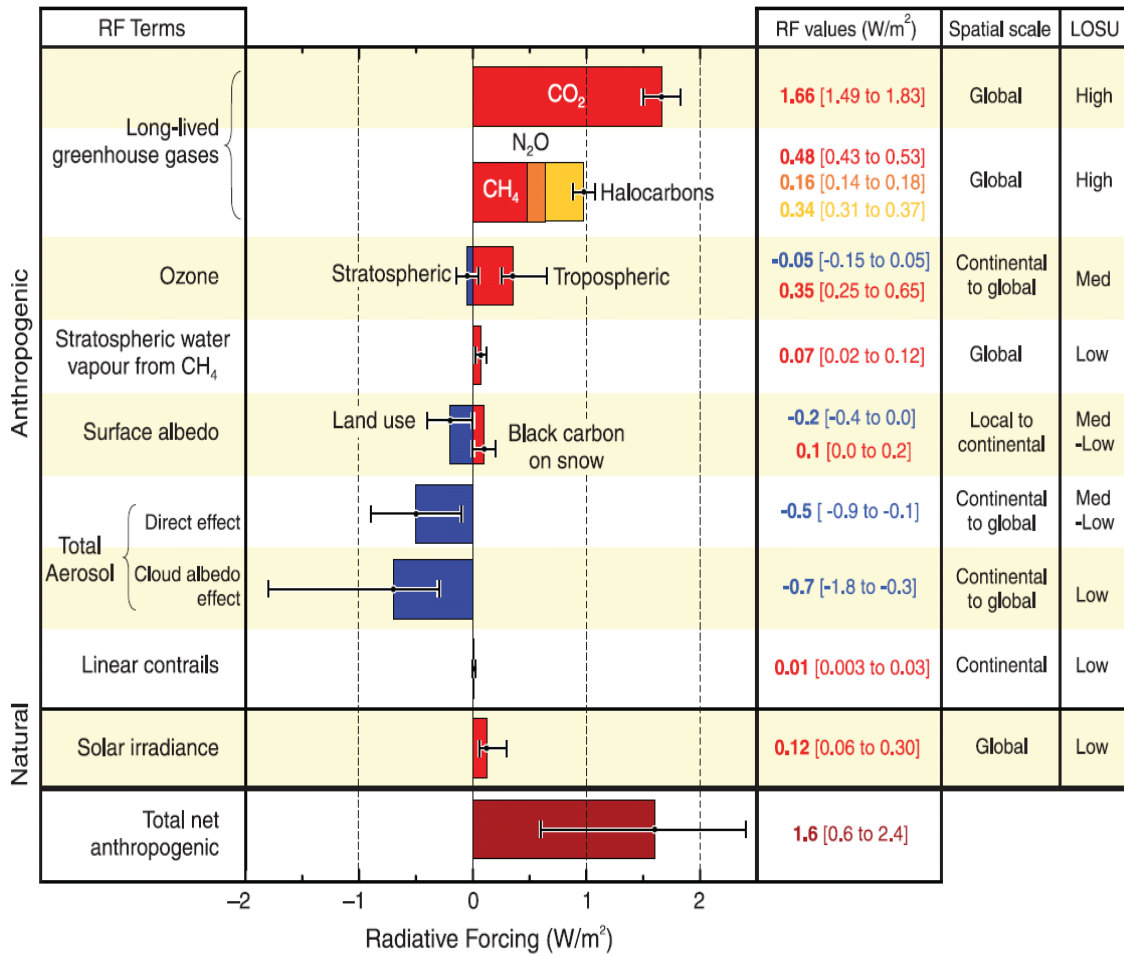 RF Terms
RF values (W/m²)
Spatial scale
LOSU
Anthropogenic
Natural
Long-lived
greenhouse gases
CO₂
1.66 [1.49 to 1.83]
Global
High
N₂O
CH₄
Halocarbons
0.48 [0.43 to 0.53]
0.16 [0.14 to 0.18]
0.34 [0.31 to 0.37]
Global
High
Ozone
Stratospheric
Tropospheric
-0.05 [-0.15 to 0.05]
0.35 [0.25 to 0.65]
Continental
to global
Med
Stratospheric water
vapour from CH₄
0.07 [0.02 to 0.12]
Global
Low
Surface albedo
Land use
Black carbon
on snow
-0.2 [-0.4 to 0.0]
0.1 [0.0 to 0.2]
Local to
continental
Med
-Low
Total
Aerosol
Direct effect
-0.5 [ -0.9 to -0.1]
Continental
to global
Med
-Low
Cloud albedo
effect
-0.7 [-1.8 to -0.3]
Continental
to global
Low
Linear contrails
0.01 [0.003 to 0.03]
Continental
Low
Solar irradiance
0.12 [0.06 to 0.30]
Global
Low
Total net
anthropogenic
1.6 [0.6 to 2.4]
–2 –1 0 1 2
Radiative Forcing (W/m²)